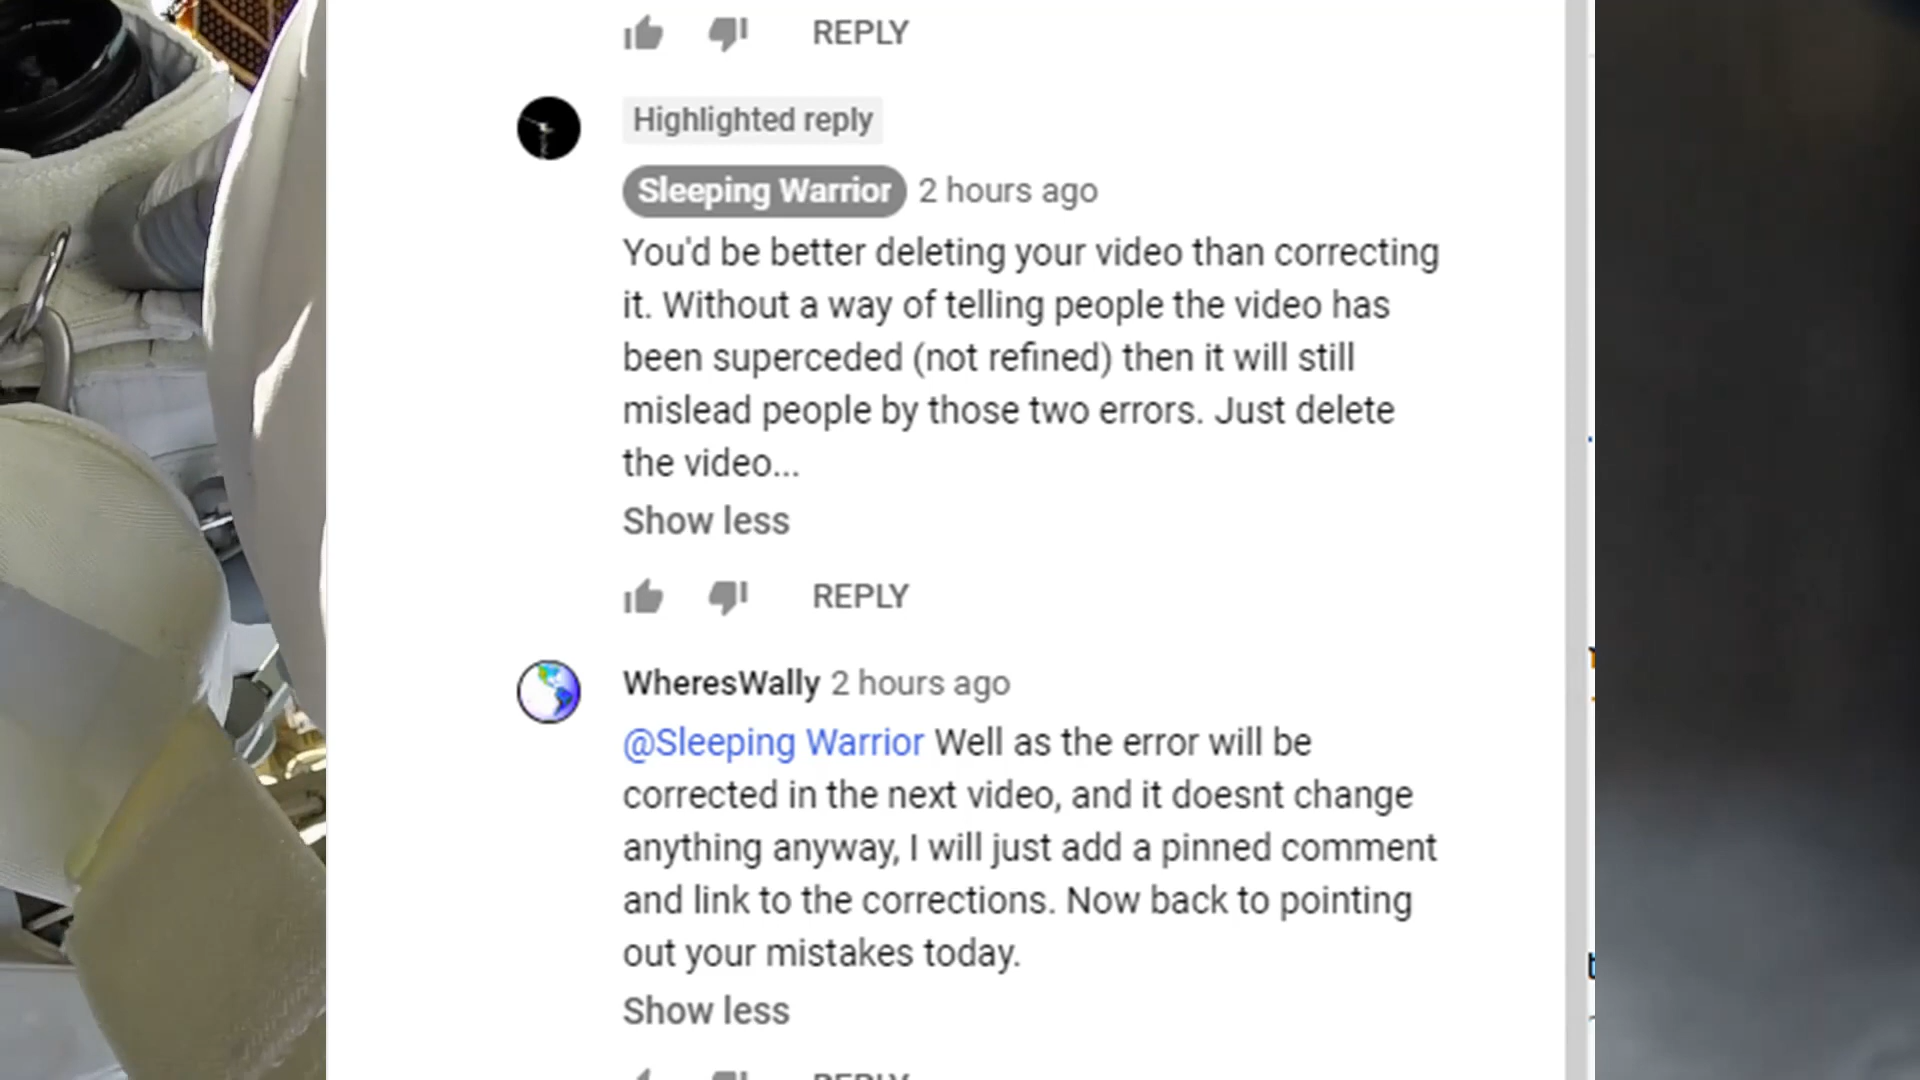 REPLY
Highlighted reply
Sleeping Warrior 2 hours ago
You'd be better deleting your video than correcting
it. Without a way of telling people the video has
been superceded (not refined) then it will still
mislead people by those two errors. Just delete
the video...
Show less
REPLY
WheresWally 2 hours ago
@Sleeping Warrior Well as the error will be
corrected in the next video, and it doesnt change
anything anyway, I will just add a pinned comment
and link to the corrections. Now back to pointing
out your mistakes today.
Show less
REPLY